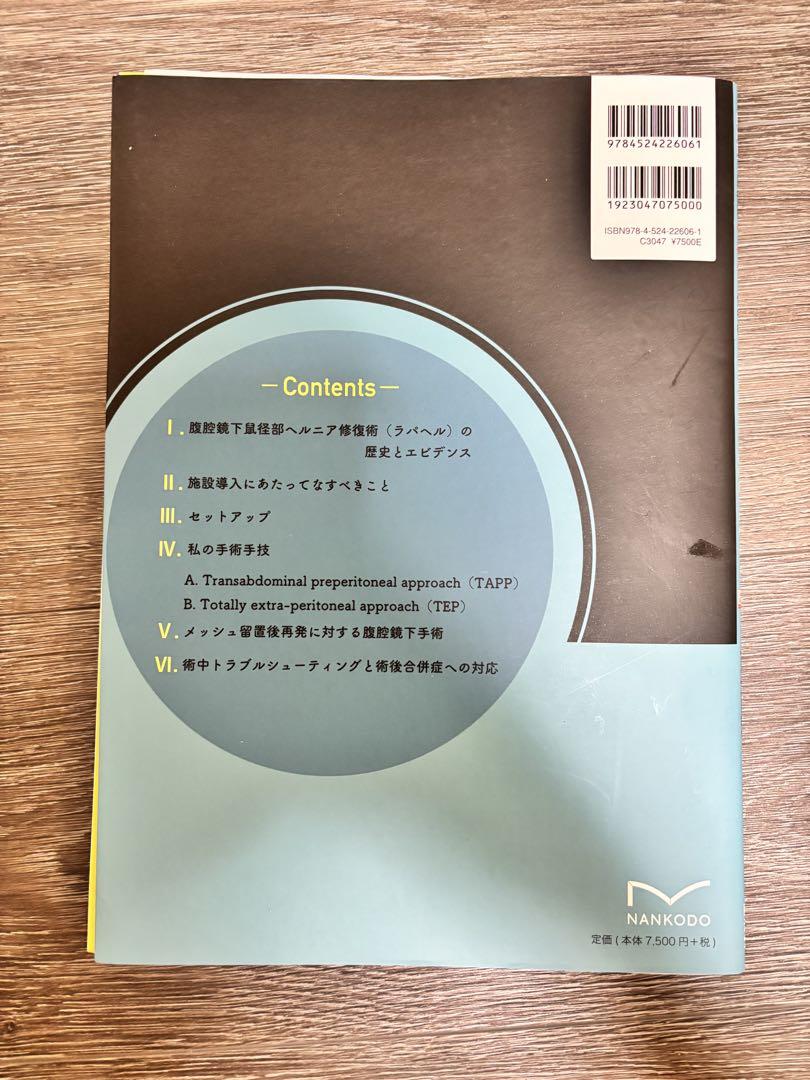 9784524226061
1923047075000
ISBN978-4-524-22606-1
C3047 ¥7500E
— Contents —
I. 腹腔鏡下鼠径部ヘルニア修復術（ラパヘル）の
歴史とエビデンス
II. 施設導入にあたってなすべきこと
III. セットアップ
IV. 私の手術手技
A. Transabdominal preperitoneal approach（TAPP）
B. Totally extra-peritoneal approach（TEP）
V. メッシュ留置後再発に対する腹腔鏡下手術
VI. 術中トラブルシューティングと術後合併症への対応
NANKODO
定価（本体7,500円＋税）